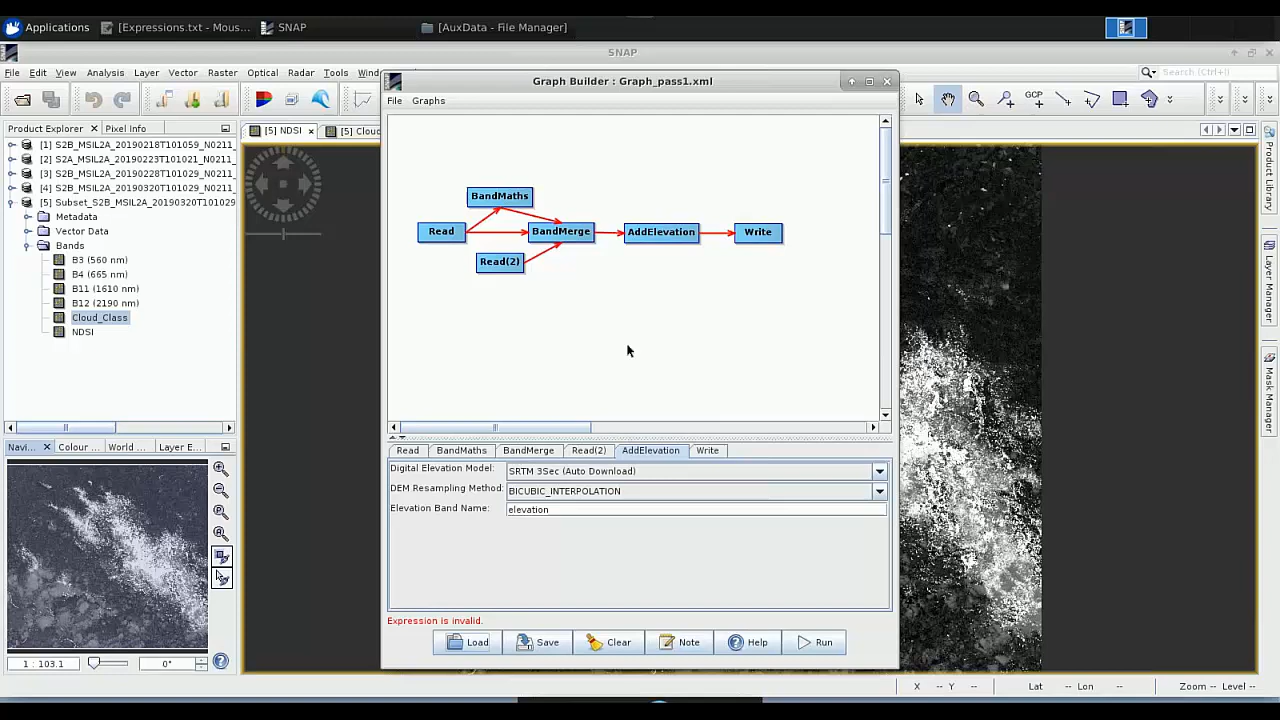 Applications
[Expressions.txt - Mous...
SNAP
[AuxData - File Manager]
SNAP
File Edit View Analysis Layer Vector Raster Optical Radar Tools Wind
Search (Ctrl+I)
Graph Builder : Graph_pass1.xml
File Graphs
GCP
Product Explorer
Pixel Info
[5] NDSI
[5] Cloud
[1] S2B_MSIL2A_20190218T101059_N0211_
[2] S2A_MSIL2A_20190223T101021_N0211_
[3] S2B_MSIL2A_20190228T101029_N0211_
[4] S2B_MSIL2A_20190320T101029_N0211_
[5] Subset_S2B_MSIL2A_20190320T101029
Metadata
Vector Data
Bands
B3 (560 nm)
B4 (665 nm)
B11 (1610 nm)
B12 (2190 nm)
Cloud_Class
NDSI
BandMaths
Read
BandMerge
AddElevation
Write
Read(2)
Product Library
Layer Manager
Mask Manager
Navi...
Colour ...
World ...
Layer E...
1 : 103.1
0°
Read BandMaths BandMerge Read(2) AddElevation Write
Digital Elevation Model: SRTM 3Sec (Auto Download)
DEM Resampling Method: BICUBIC_INTERPOLATION
Elevation Band Name: elevation
Expression is invalid.
Load Save Clear Note Help Run
X -- Y -- Lat -- Lon -- Zoom -- Level --